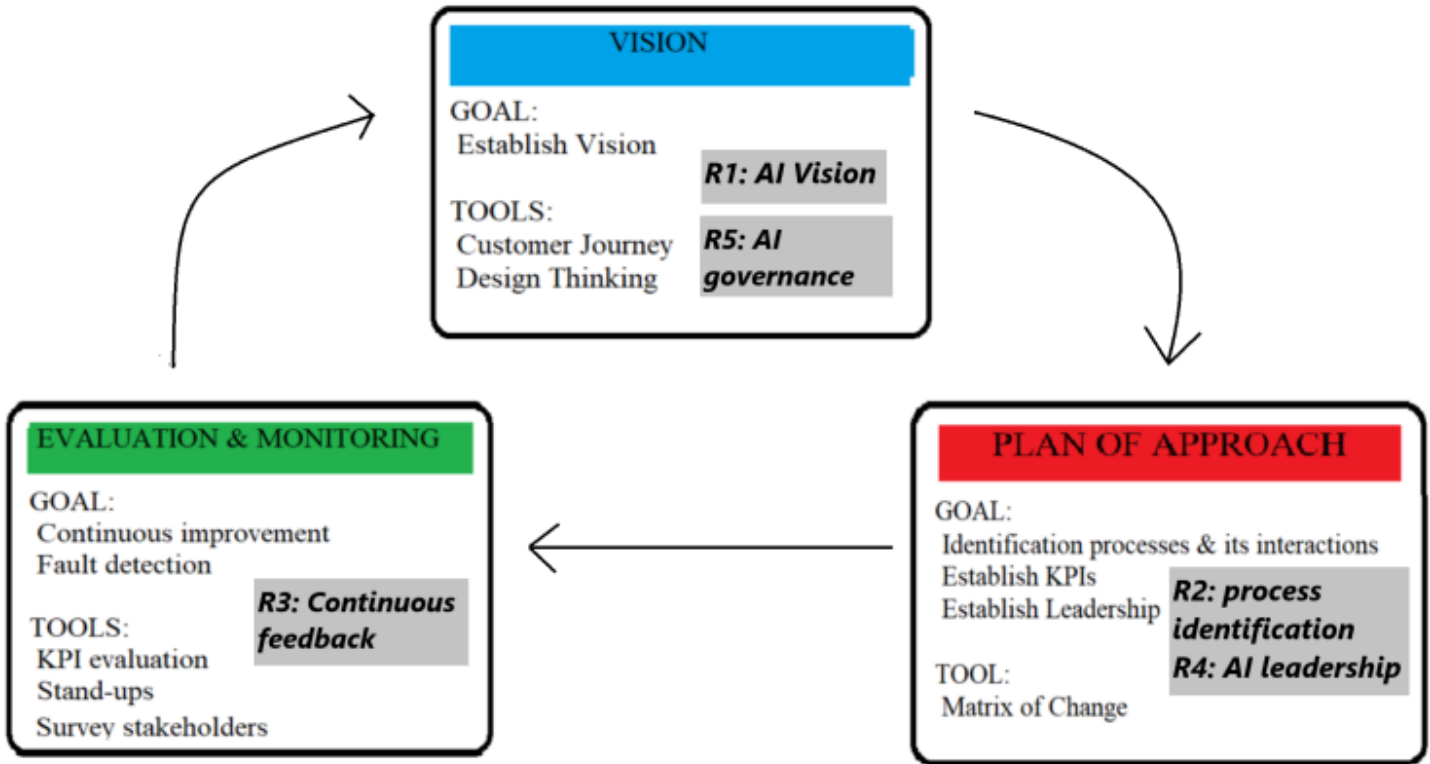 VISION
GOAL:
Establish Vision
R1: AI Vision
TOOLS:
Customer Journey
Design Thinking
R5: AI
governance
EVALUATION & MONITORING
GOAL:
Continuous improvement
Fault detection
R3: Continuous
feedback
TOOLS:
KPI evaluation
Stand-ups
Survey stakeholders
PLAN OF APPROACH
GOAL:
Identification processes & its interactions
Establish KPIs
Establish Leadership
R2: process
identification
R4: AI leadership
TOOL:
Matrix of Change